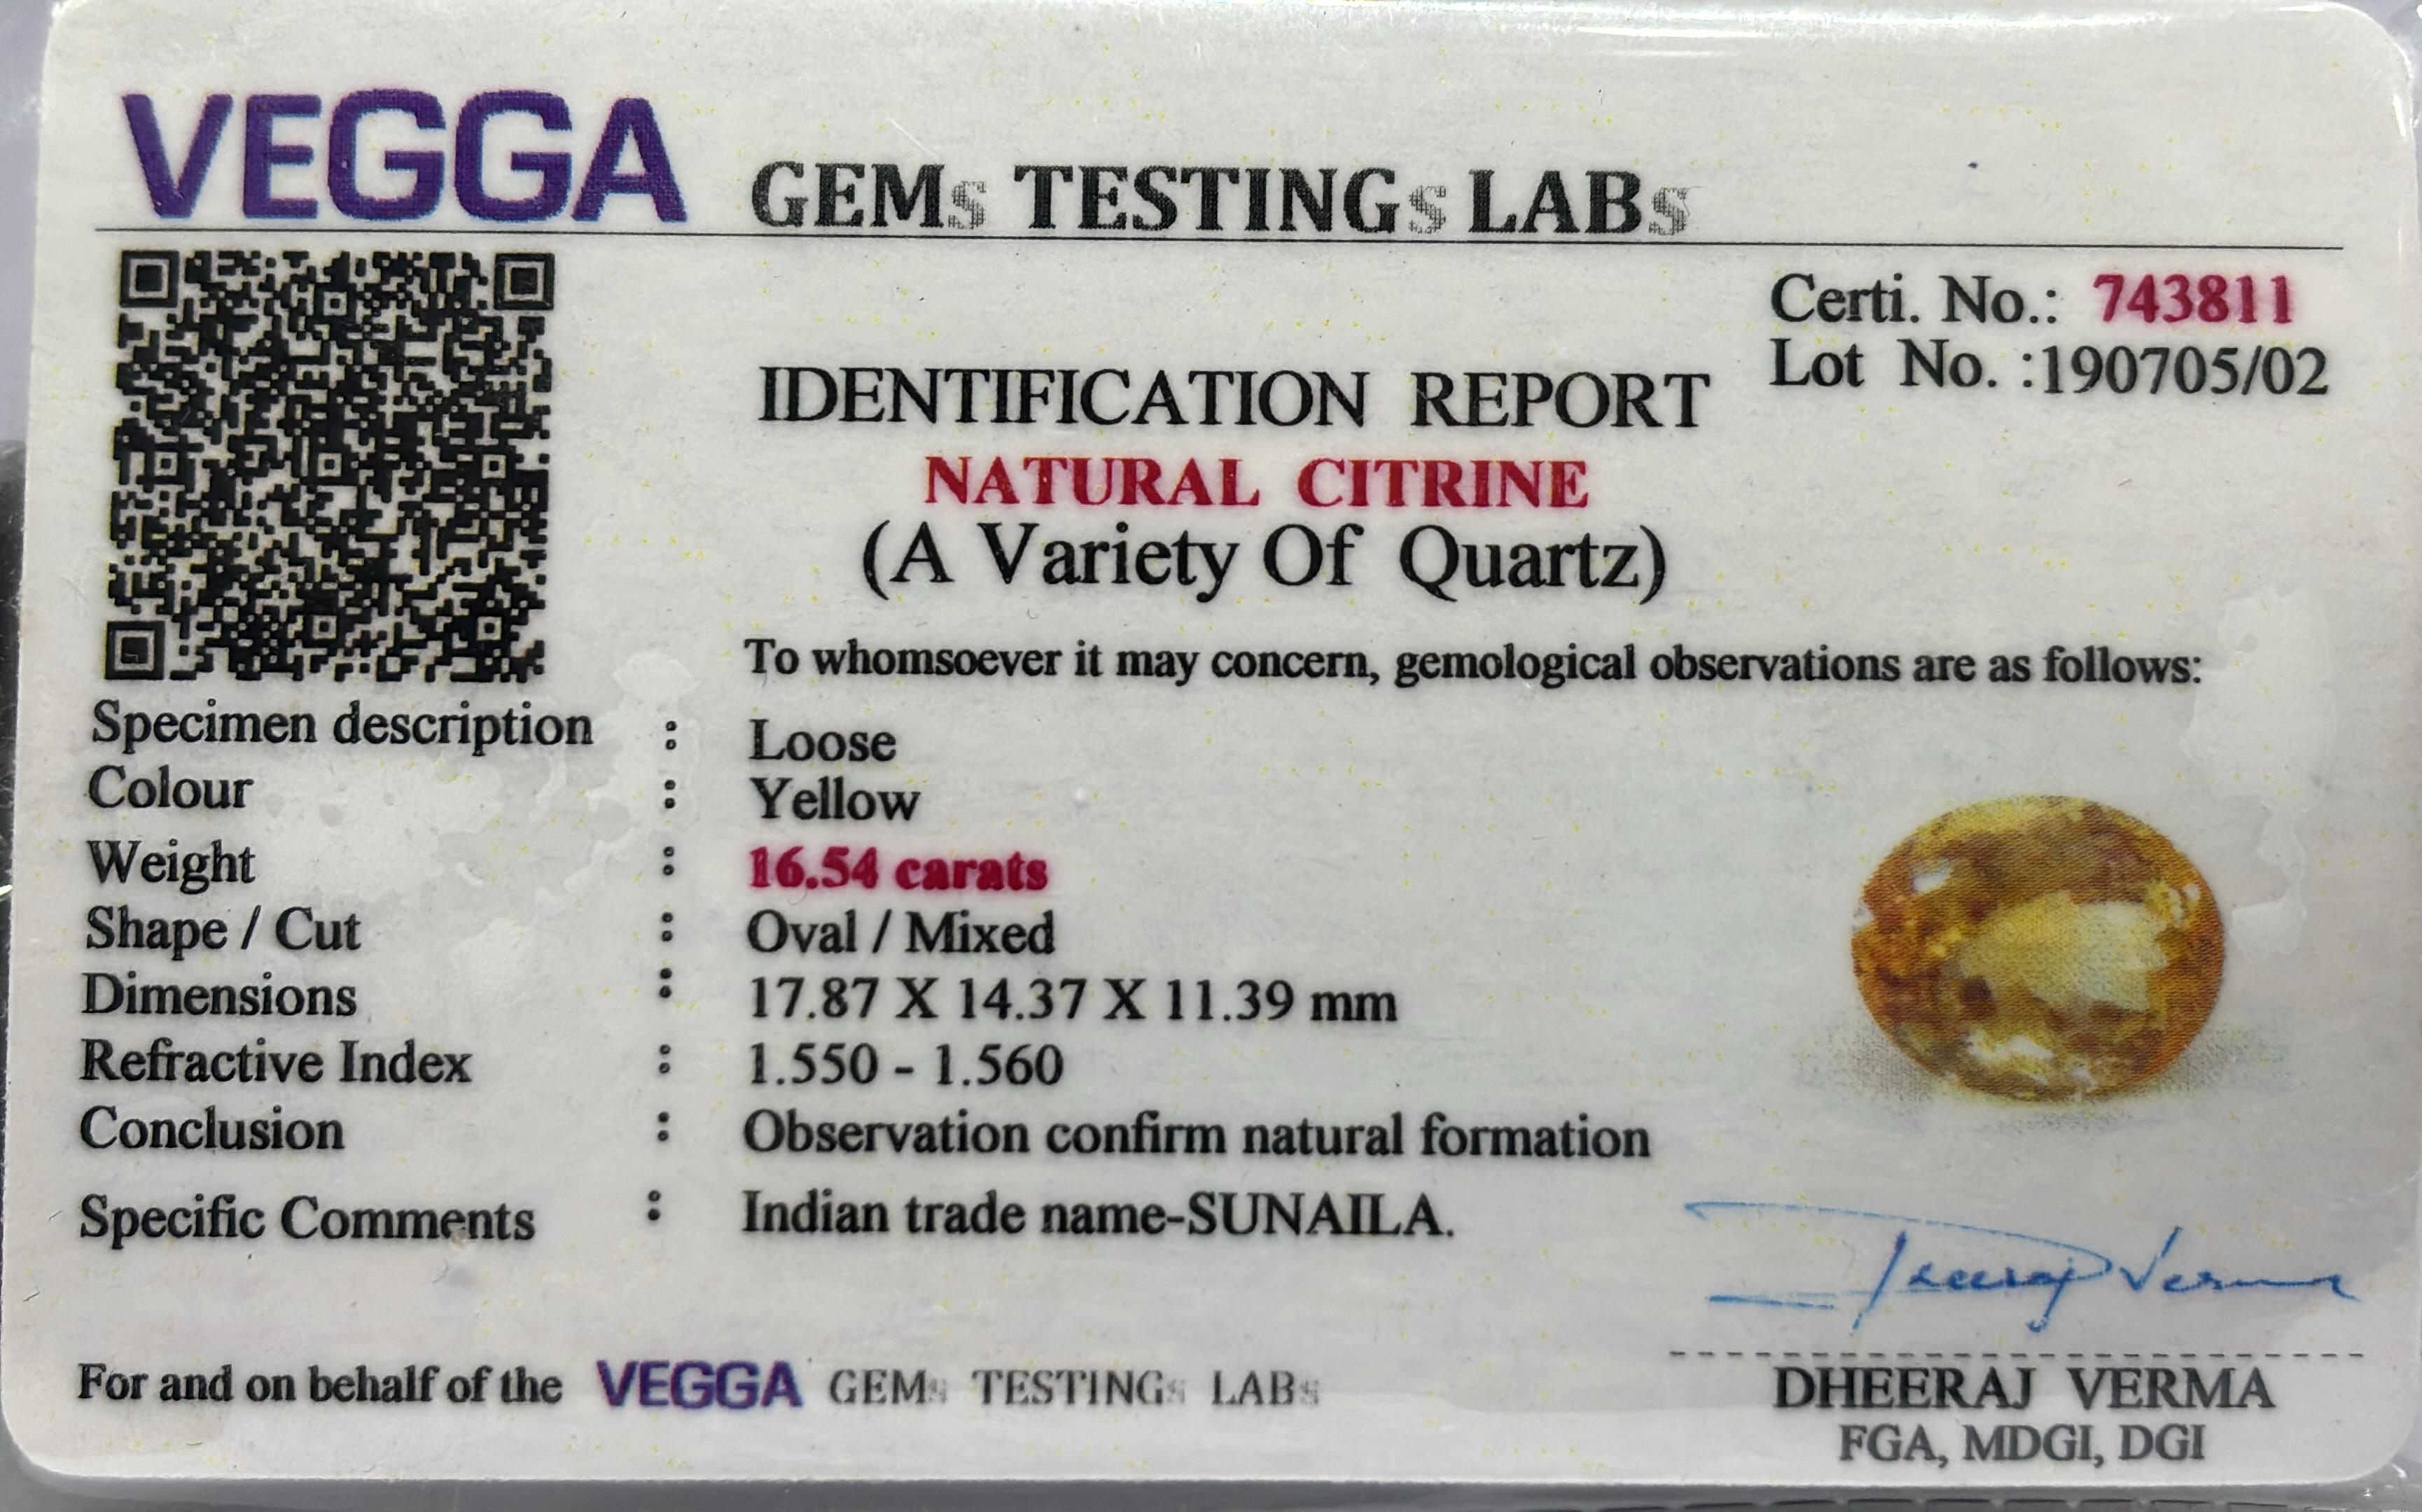 VEGGA GEMs TESTINGs LABs
Certi. No.: 743811
Lot No. :190705/02
IDENTIFICATION REPORT
NATURAL CITRINE
(A Variety Of Quartz)
To whomsoever it may concern, gemological observations are as follows:
Specimen description : Loose
Colour : Yellow
Weight : 16.54 carats
Shape / Cut : Oval / Mixed
Dimensions : 17.87 X 14.37 X 11.39 mm
Refractive Index : 1.550 - 1.560
Conclusion : Observation confirm natural formation
Specific Comments : Indian trade name-SUNAILA.
Dheeraj Verma
For and on behalf of the VEGGA GEMs TESTINGs LABs
DHEERAJ VERMA
FGA, MDGI, DGI